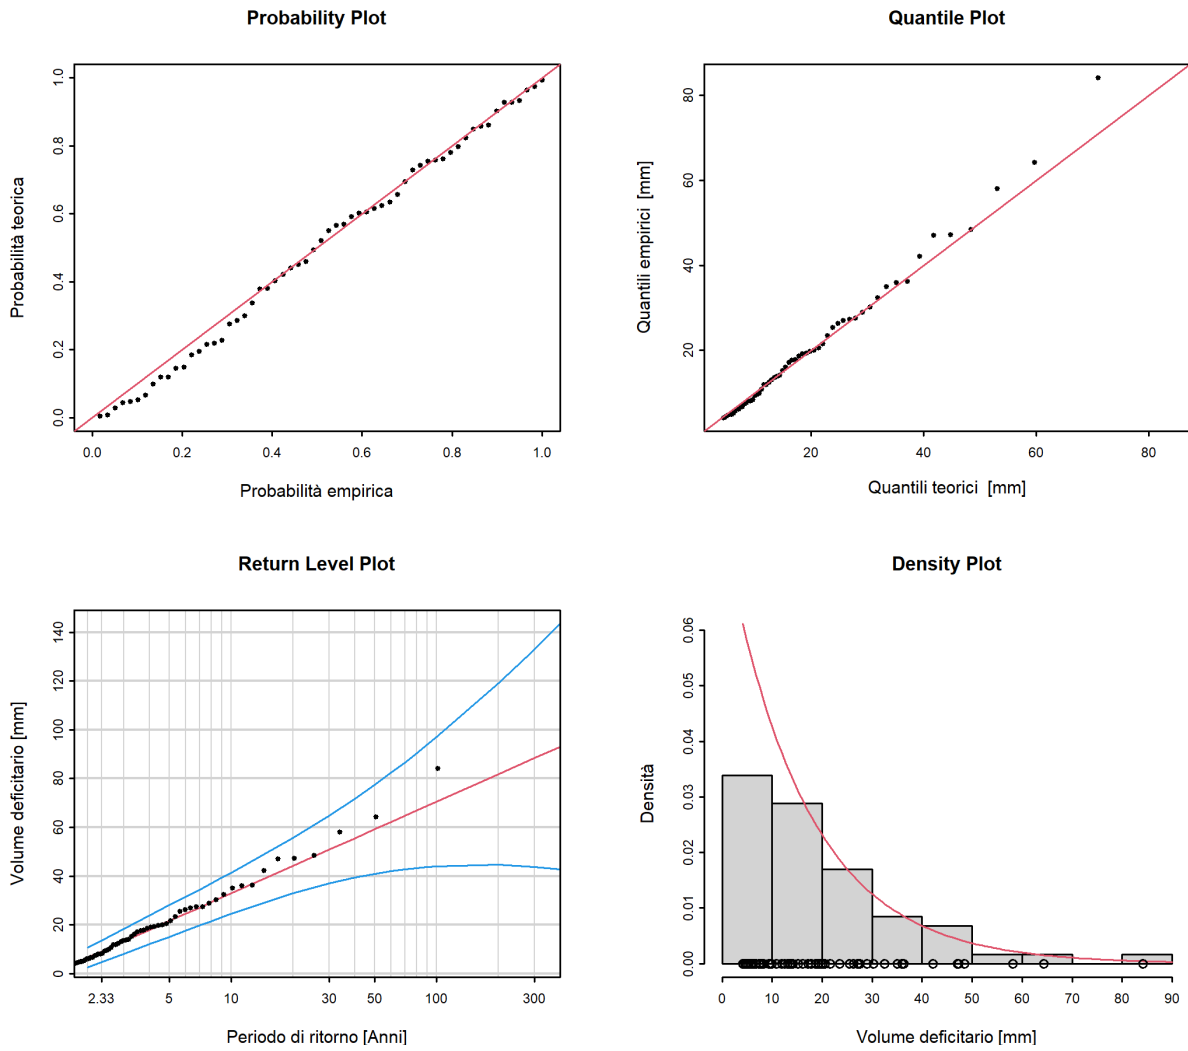 Probability Plot
Probabilità teorica
0.0 0.2 0.4 0.6 0.8 1.0
0.0 0.2 0.4 0.6 0.8 1.0
Probabilità empirica
Quantile Plot
Quantili empirici [mm]
20 40 60 80
20 40 60 80
Quantili teorici [mm]
Return Level Plot
Volume deficitario [mm]
0 20 40 60 80 100 120 140
2.33 5 10 30 50 100 300
Periodo di ritorno [Anni]
Density Plot
Densità
0.00 0.01 0.02 0.03 0.04 0.05 0.06
0 10 20 30 40 50 60 70 80 90
Volume deficitario [mm]